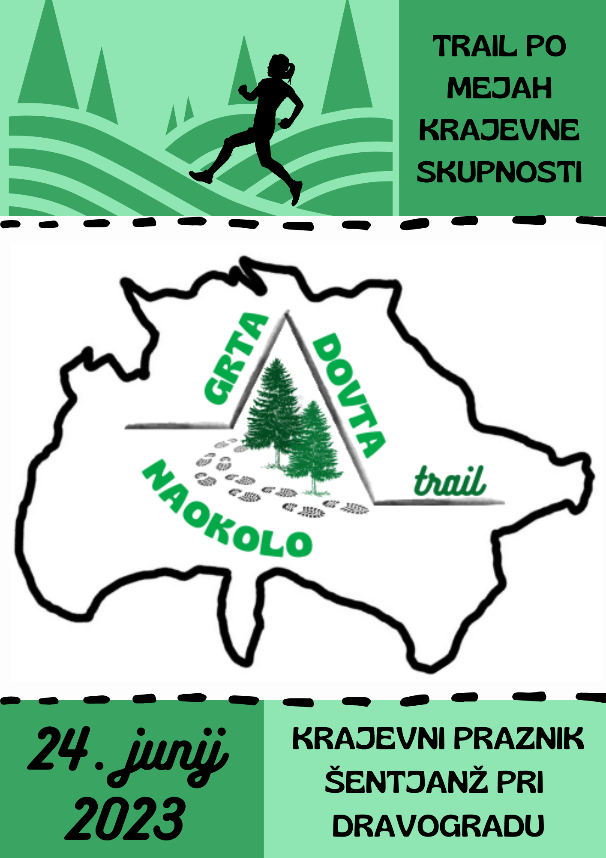 TRAIL PO
MEJAH
KRAJEVNE
SKUPNOSTI
GRTA
DOVTA
NAOKOLO
trail
24. junij
2023
KRAJEVNI PRAZNIK
ŠENTJANŽ PRI
DRAVOGRADU